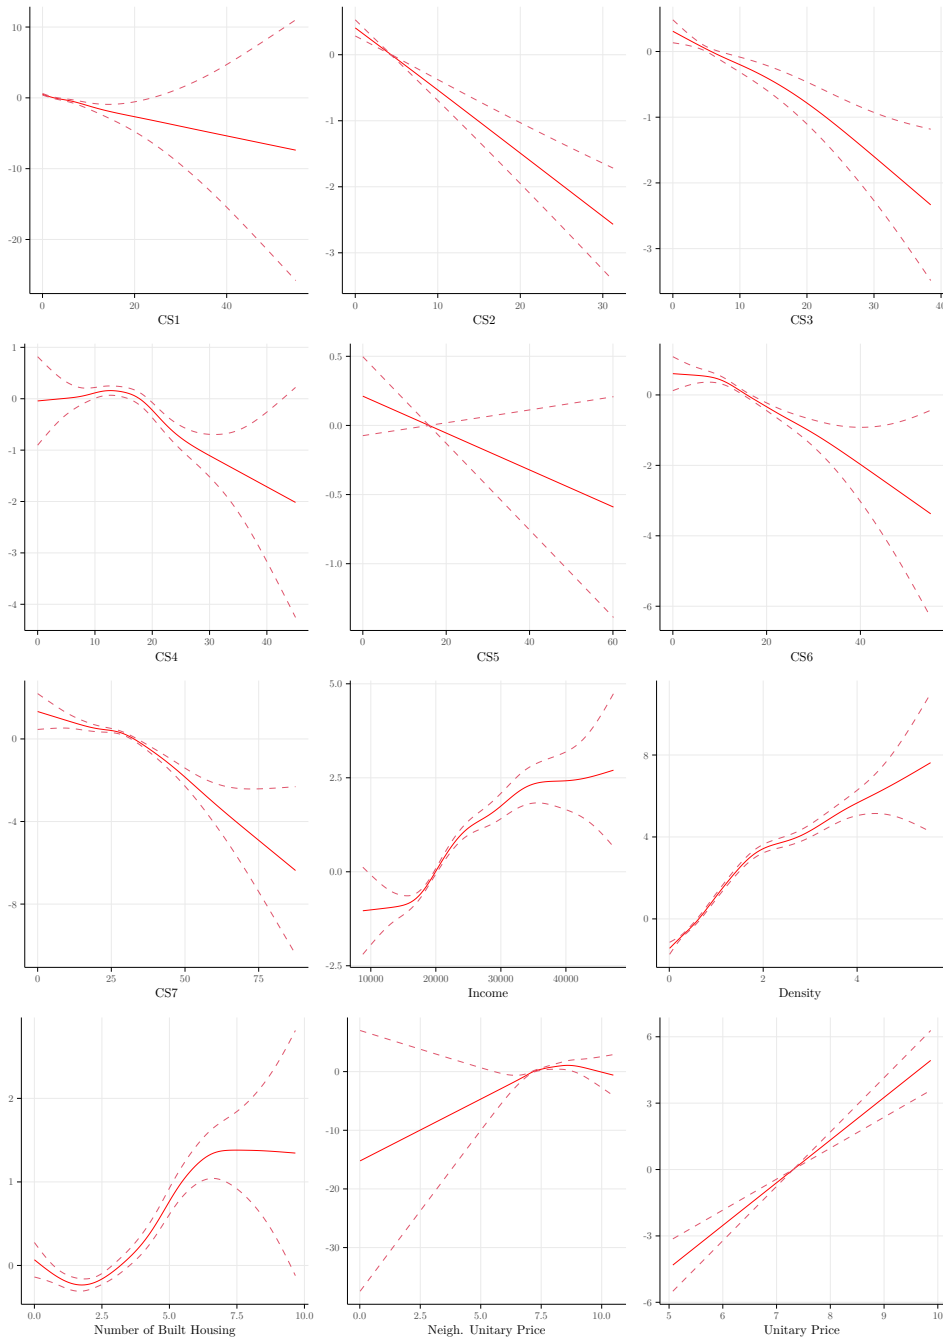 10
0
-10
-20
0 20 40
CS1
0
-1
-2
-3
0 10 20 30
CS2
0
-1
-2
-3
0 10 20 30 40
CS3
1
0
-1
-2
-3
-4
0 10 20 30 40
CS4
0.5
0.0
-0.5
-1.0
0 20 40 60
CS5
0
-2
-4
-6
0 20 40
CS6
0
-4
-8
0 25 50 75
CS7
5.0
2.5
0.0
-2.5
10000 20000 30000 40000
Income
8
4
0
0 2 4
Density
2
1
0
0.0 2.5 5.0 7.5 10.0
Number of Built Housing
0
-10
-20
-30
0.0 2.5 5.0 7.5 10.0
Neigh. Unitary Price
6
3
0
-3
-6
5 6 7 8 9 10
Unitary Price